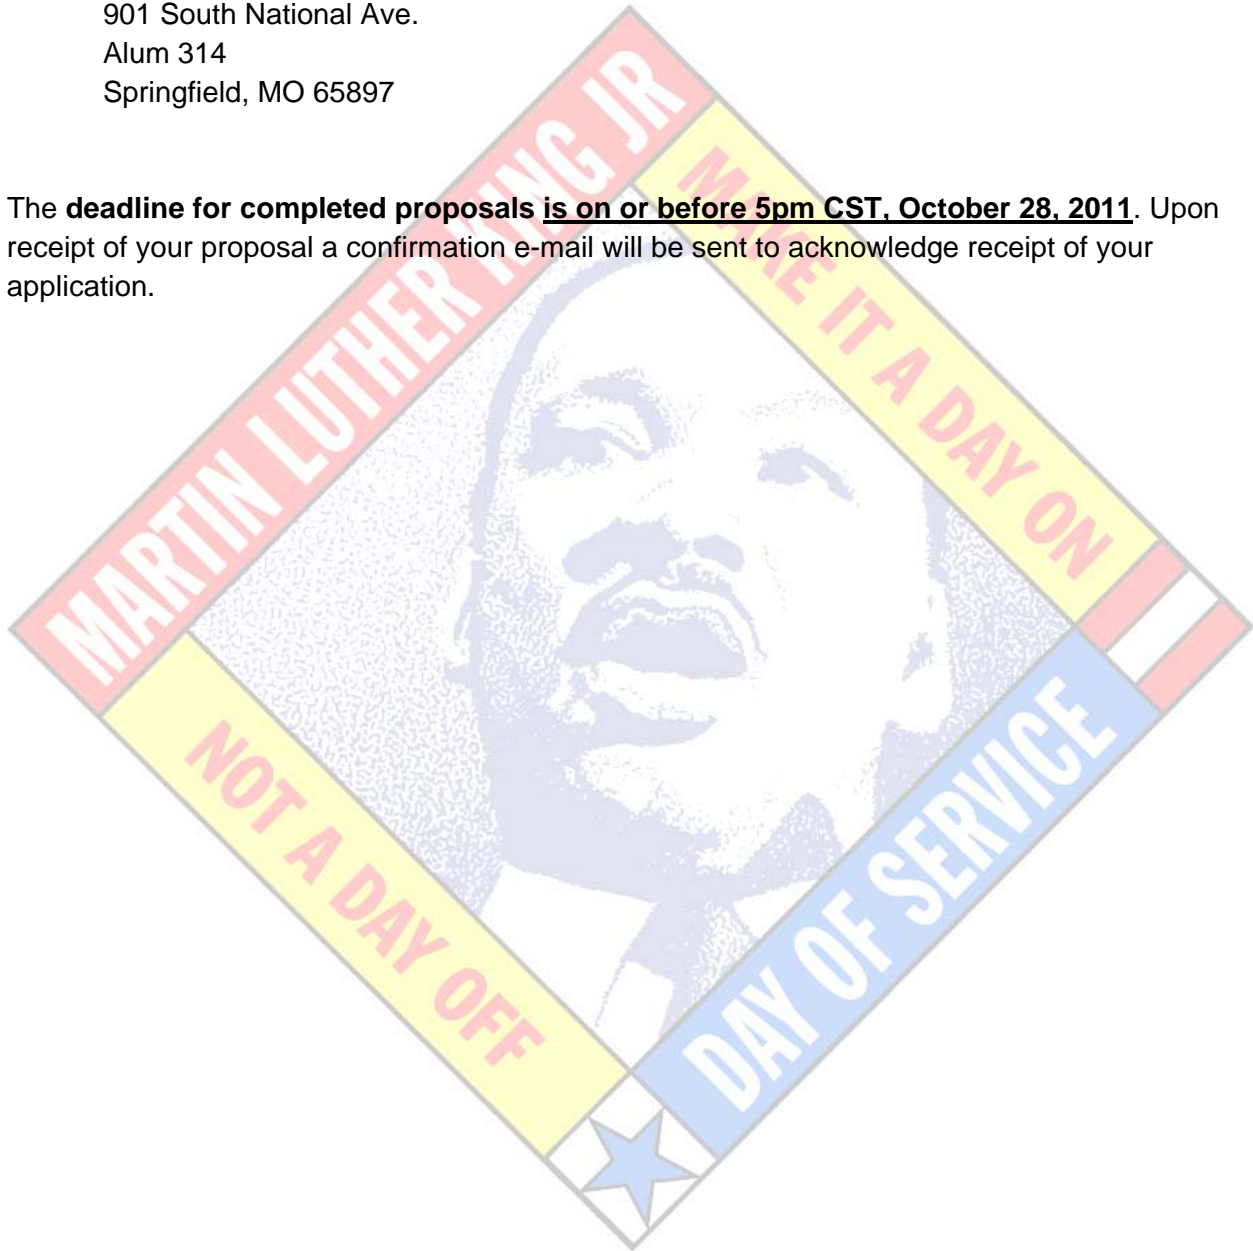 901 South National Ave.
Alum 314
Springfield, MO 65897
The deadline for completed proposals is on or before 5pm CST, October 28, 2011. Upon
receipt of your proposal a confirmation e-mail will be sent to acknowledge receipt of your
application.
MARTIN LUTHER KING JR
MAKE IT A DAY ON
NOT A DAY OFF
DAY OF SERVICE